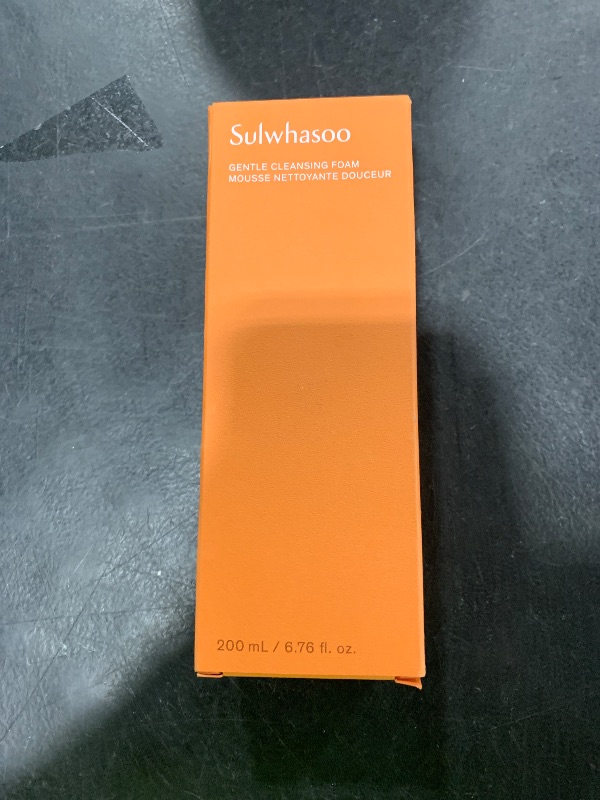 Sulwhasoo
GENTLE CLEANSING FOAM
MOUSSE NETTOYANTE DOUCEUR
200 mL / 6.76 fl. oz.